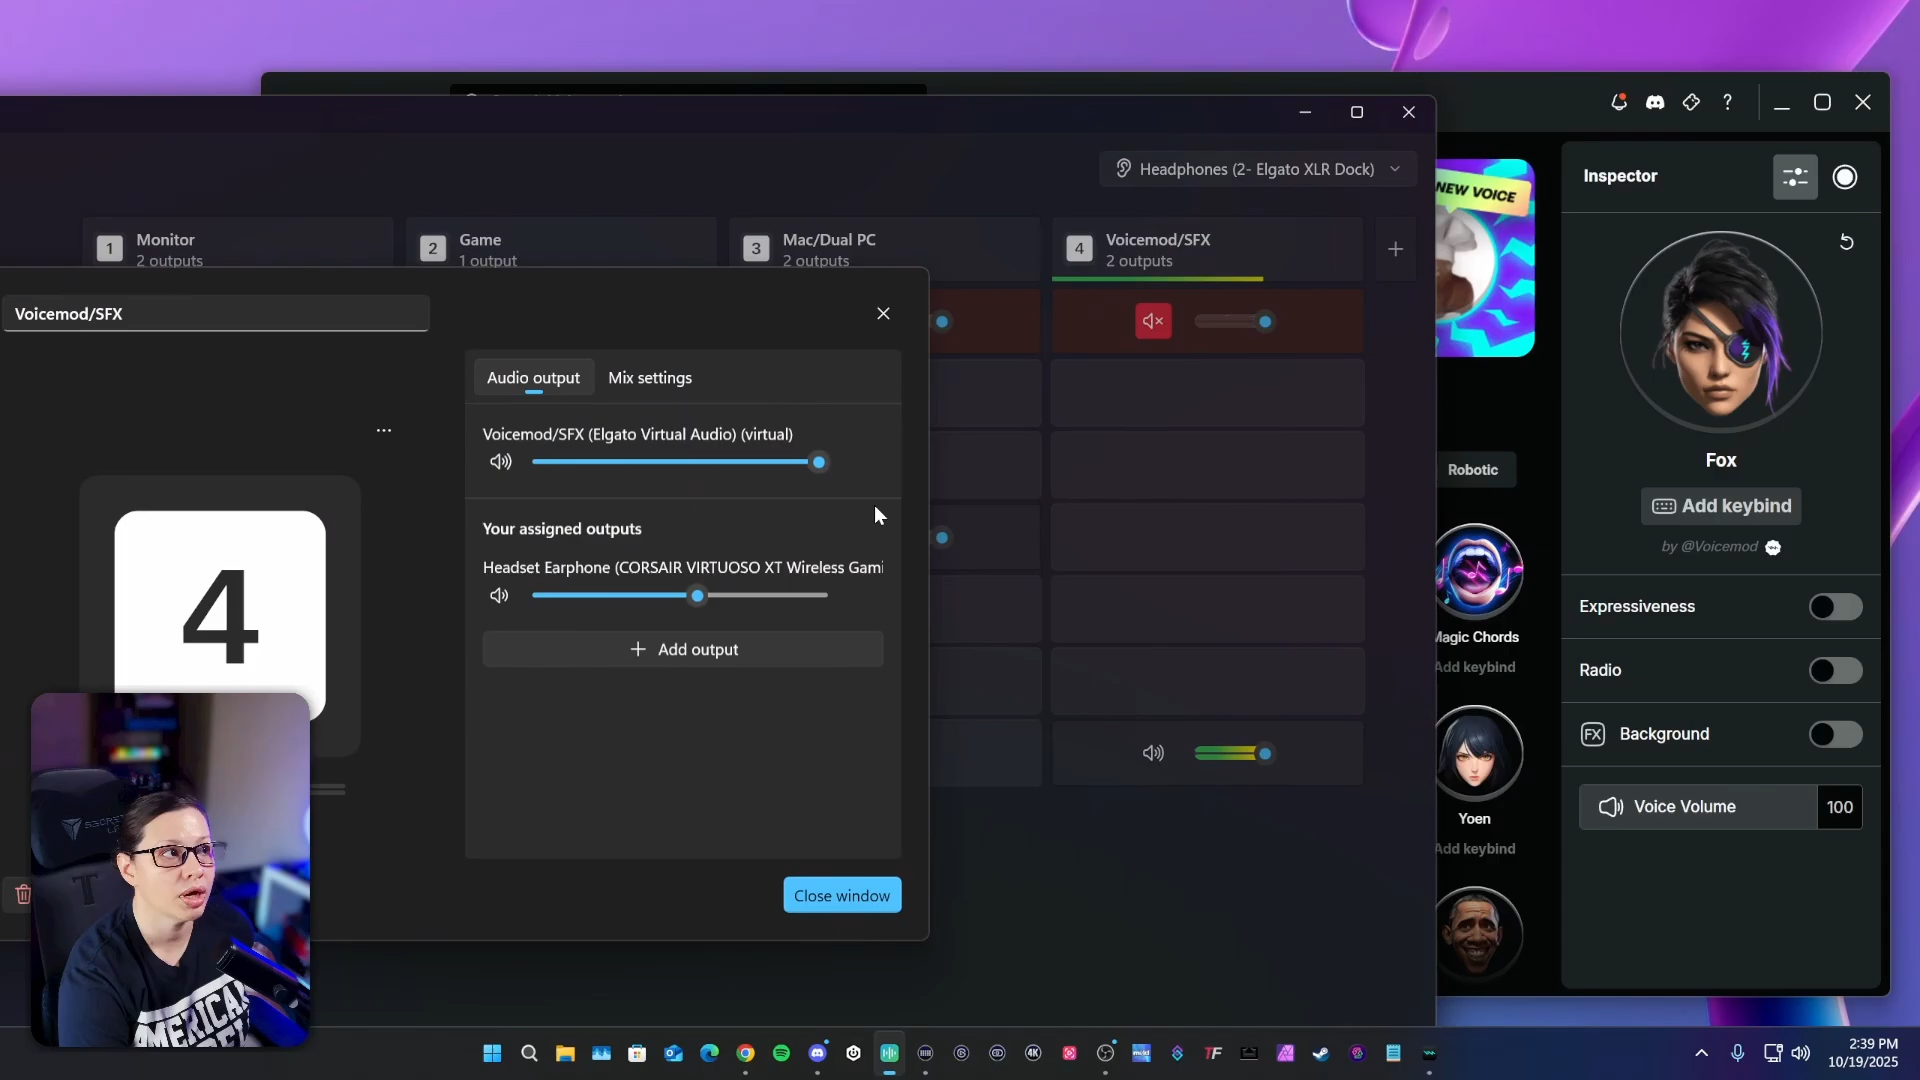 NEW VOICE
Headphones (2- Elgato XLR Dock)
Inspector
1 Monitor
2 outputs
2 Game
1 output
3 Mac/Dual PC
2 outputs
4 Voicemod/SFX
2 outputs
Voicemod/SFX
Audio output
Mix settings
Voicemod/SFX (Elgato Virtual Audio) (virtual)
Your assigned outputs
Headset Earphone (CORSAIR VIRTUOSO XT Wireless Gami
Add output
4
Close window
Robotic
Magic Chords
Add keybind
Yoen
Add keybind
Fox
Add keybind
by @Voicemod
Expressiveness
Radio
FX Background
Voice Volume 100
AMERICAN
4K
TF
2:39 PM
10/19/2025